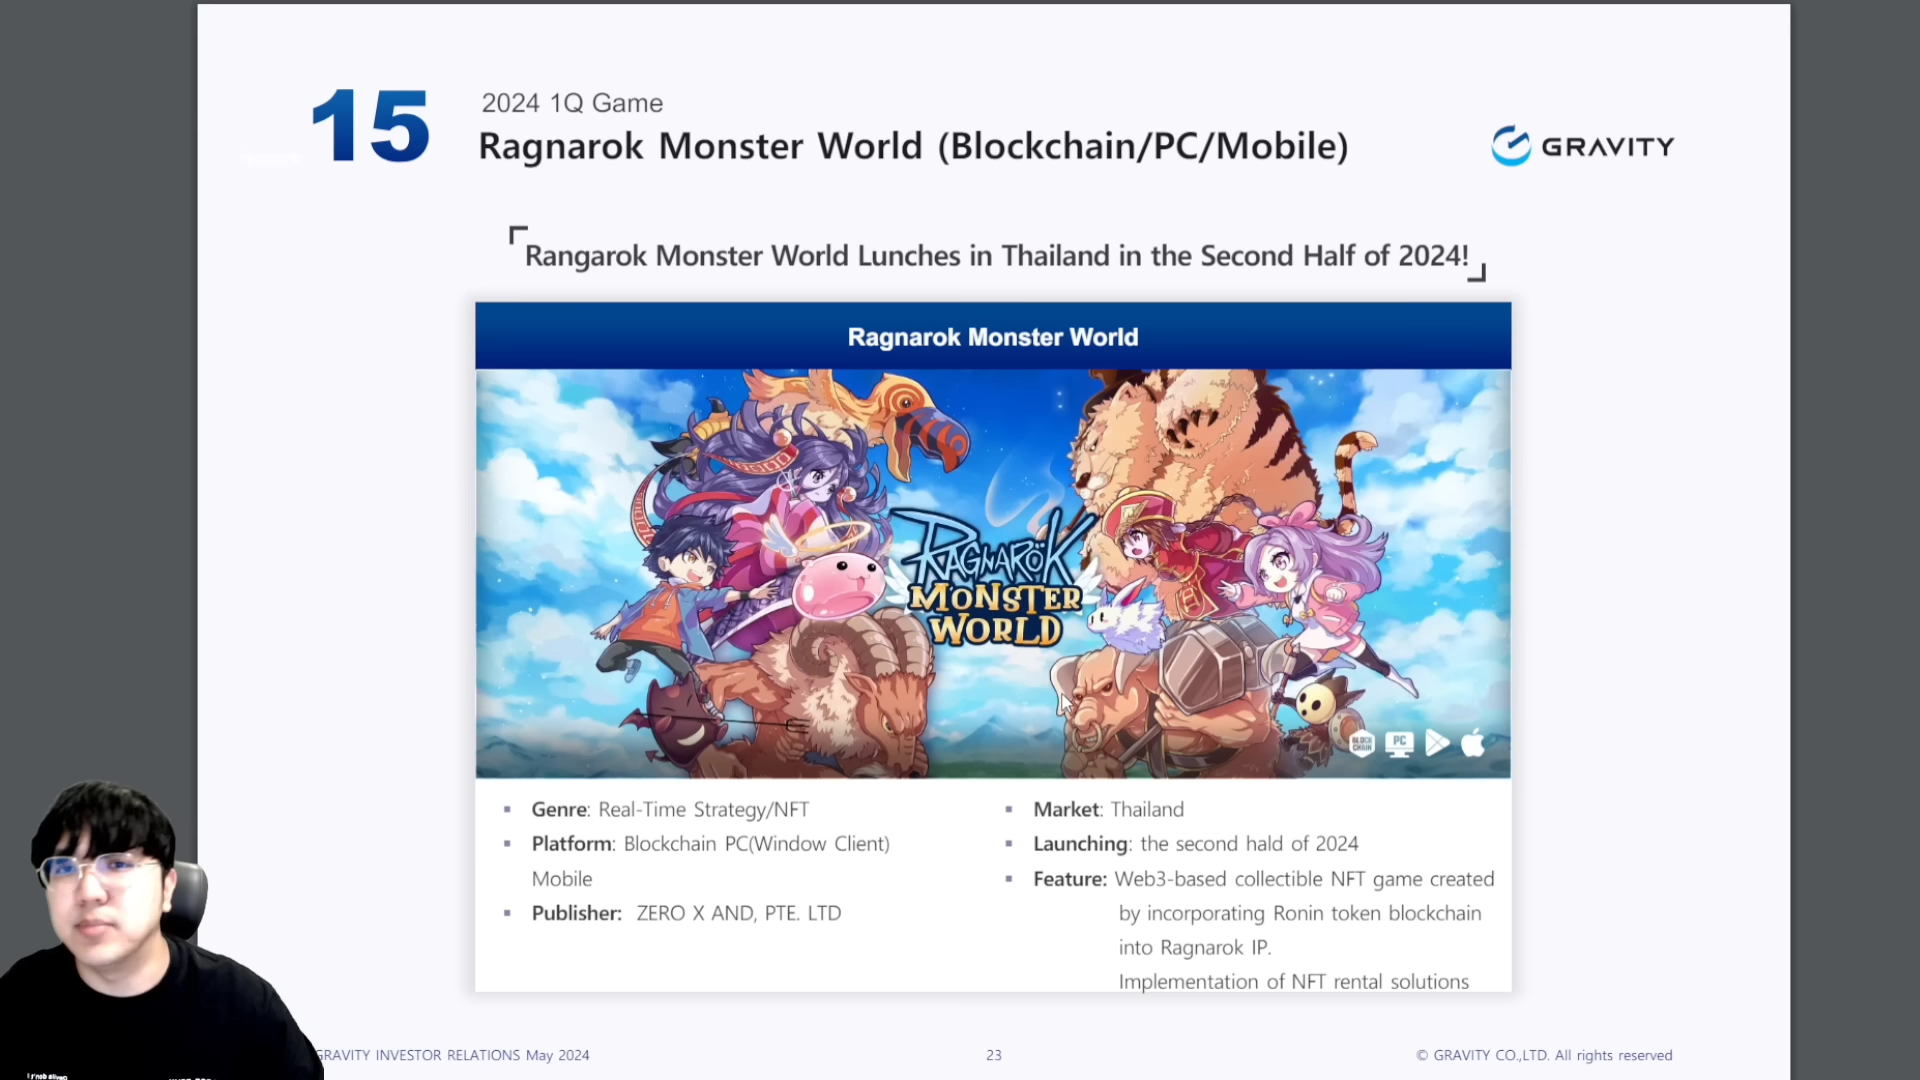 15
2024 1Q Game
Ragnarok Monster World (Blockchain/PC/Mobile)
GRAVITY
「Rangarok Monster World Lunches in Thailand in the Second Half of 2024!」
Ragnarok Monster World
RAGNARÖK
MONSTER
WORLD
BLOCK
CHAIN
PC
▪ Genre: Real-Time Strategy/NFT
▪ Platform: Blockchain PC(Window Client)
Mobile
▪ Publisher: ZERO X AND, PTE. LTD
▪ Market: Thailand
▪ Launching: the second hald of 2024
▪ Feature: Web3-based collectible NFT game created
by incorporating Ronin token blockchain
into Ragnarok IP.
Implementation of NFT rental solutions
GRAVITY INVESTOR RELATIONS May 2024
23
© GRAVITY CO.,LTD. All rights reserved